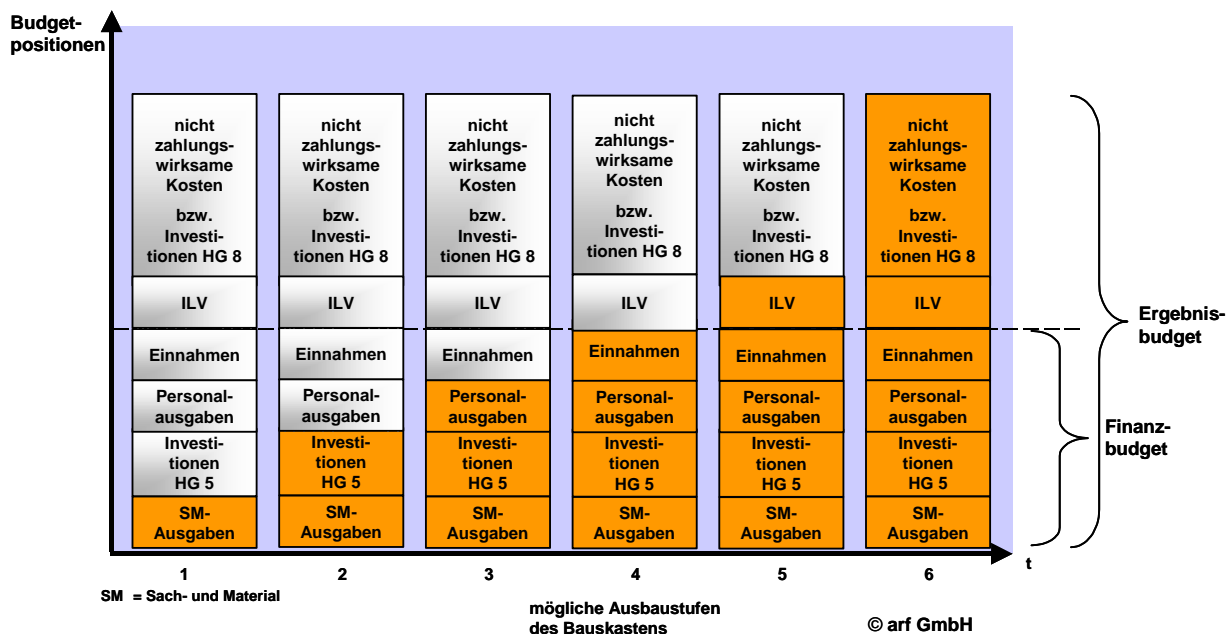 Budget-
positionen
nicht
zahlungs-
wirksame
Kosten
bzw.
Investi-
tionen HG 8
ILV
Einnahmen
Personal-
ausgaben
Investi-
tionen
HG 5
SM-
Ausgaben
nicht
zahlungs-
wirksame
Kosten
bzw.
Investi-
tionen HG 8
ILV
Einnahmen
Personal-
ausgaben
Investi-
tionen
HG 5
SM-
Ausgaben
nicht
zahlungs-
wirksame
Kosten
bzw.
Investi-
tionen HG 8
ILV
Einnahmen
Personal-
ausgaben
Investi-
tionen
HG 5
SM-
Ausgaben
nicht
zahlungs-
wirksame
Kosten
bzw.
Investi-
tionen HG 8
ILV
Einnahmen
Personal-
ausgaben
Investi-
tionen
HG 5
SM-
Ausgaben
nicht
zahlungs-
wirksame
Kosten
bzw.
Investi-
tionen HG 8
ILV
Einnahmen
Personal-
ausgaben
Investi-
tionen
HG 5
SM-
Ausgaben
nicht
zahlungs-
wirksame
Kosten
bzw.
Investi-
tionen HG 8
ILV
Einnahmen
Personal-
ausgaben
Investi-
tionen
HG 5
SM-
Ausgaben
Ergebnis-
budget
Finanz-
budget
t
1 2 3 4 5 6
SM = Sach- und Material
mögliche Ausbaustufen
des Bauskastens
© arf GmbH